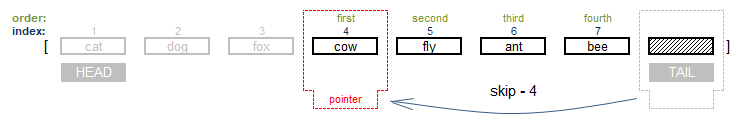 order: first second third fourth
index: 1 2 3 4 5 6 7
[ cat dog fox cow fly ant bee ]
HEAD TAIL
pointer
skip - 4